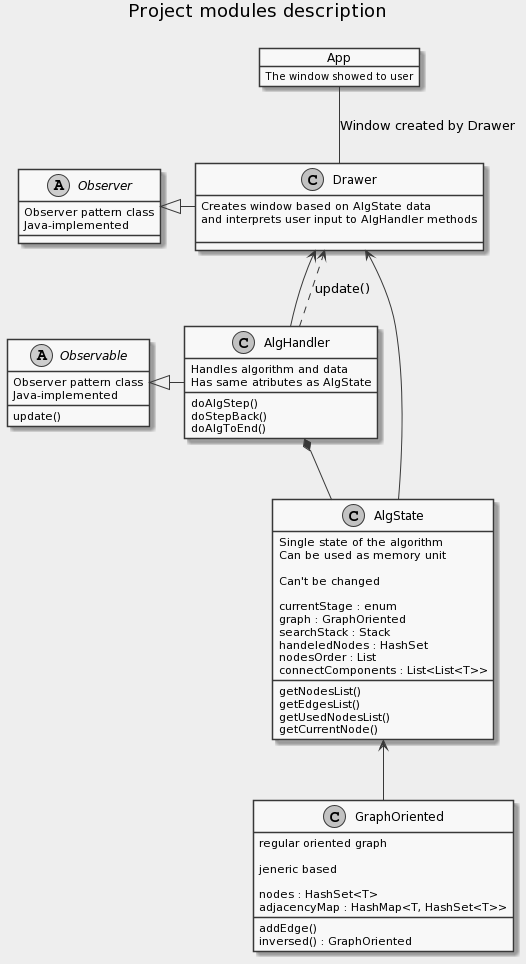 Project modules description
App
The window showed to user
Window created by Drawer
A Observer
Observer pattern class
Java-implemented
C Drawer
Creates window based on AlgState data
and interprets user input to AlgHandler methods
update()
A Observable
Observer pattern class
Java-implemented
update()
C AlgHandler
Handles algorithm and data
Has same atributes as AlgState
doAlgStep()
doStepBack()
doAlgToEnd()
C AlgState
Single state of the algorithm
Can be used as memory unit
Can't be changed
currentStage : enum
graph : GraphOriented
searchStack : Stack
handeledNodes : HashSet
nodesOrder : List
connectComponents : List<List<T>>
getNodesList()
getEdgesList()
getUsedNodesList()
getCurrentNode()
C GraphOriented
regular oriented graph
jeneric based
nodes : HashSet<T>
adjacencyMap : HashMap<T, HashSet<T>>
addEdge()
inversed() : GraphOriented